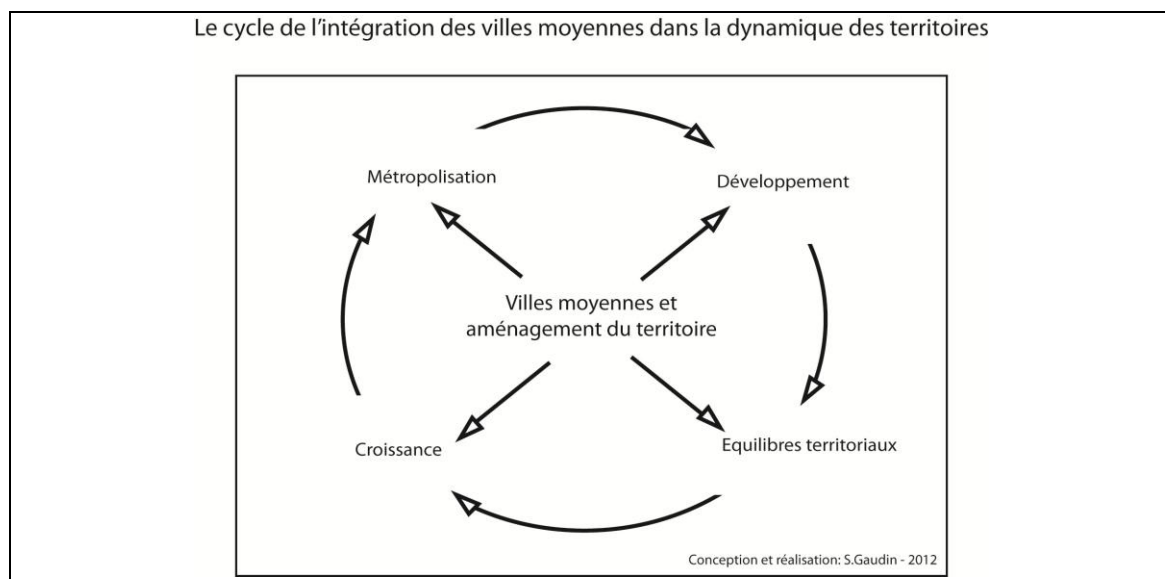 Le cycle de l'intégration des villes moyennes dans la dynamique des territoires
Métropolisation
Développement
Villes moyennes et
aménagement du territoire
Croissance
Equilibres territoriaux
Conception et réalisation: S.Gaudin - 2012